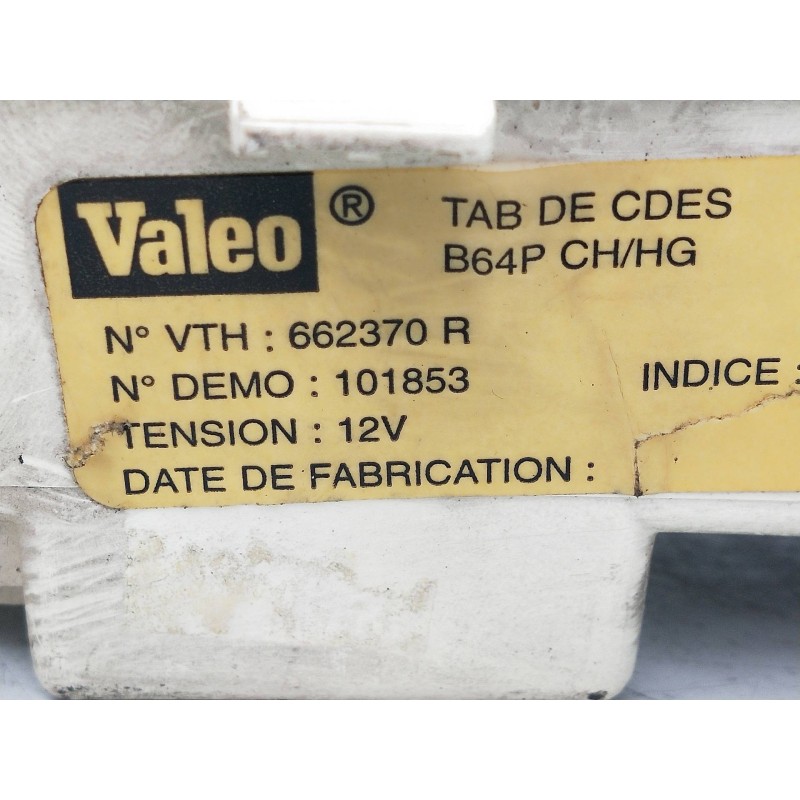 Valeo ® TAB DE CDES
B64P CH/HG
N° VTH : 662370 R
N° DEMO : 101853 INDICE :
TENSION : 12V
DATE DE FABRICATION :